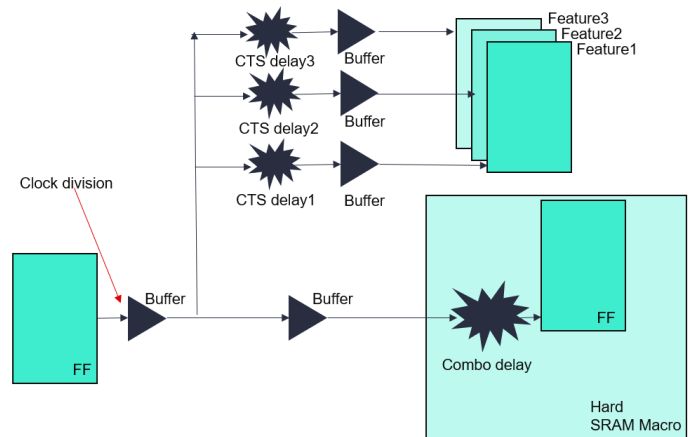 Feature3
Feature2
Feature1
CTS delay3
Buffer
CTS delay2
Buffer
CTS delay1
Buffer
Clock division
Buffer
Buffer
FF
FF
Combo delay
Hard
SRAM Macro